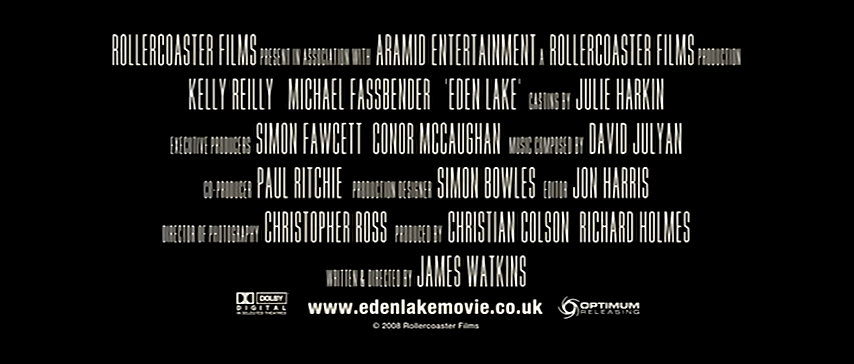 ROLLERCOASTER FILMS PRESENT IN ASSOCIATION WITH ARAMID ENTERTAINMENT A ROLLERCOASTER FILMS PRODUCTION
KELLY REILLY MICHAEL FASSBENDER 'EDEN LAKE' CASTING BY JULIE HARKIN
EXECUTIVE PRODUCERS SIMON FAWCETT CONOR MCCAUGHAN MUSIC COMPOSED BY DAVID JULYAN
CO-PRODUCER PAUL RITCHIE PRODUCTION DESIGNER SIMON BOWLES EDITOR JON HARRIS
DIRECTOR OF PHOTOGRAPHY CHRISTOPHER ROSS PRODUCED BY CHRISTIAN COLSON RICHARD HOLMES
WRITTEN & DIRECTED BY JAMES WATKINS
DOLBY
DIGITAL
IN SELECTED THEATRES
www.edenlakemovie.co.uk
OPTIMUM
RELEASING
© 2008 Rollercoaster Films